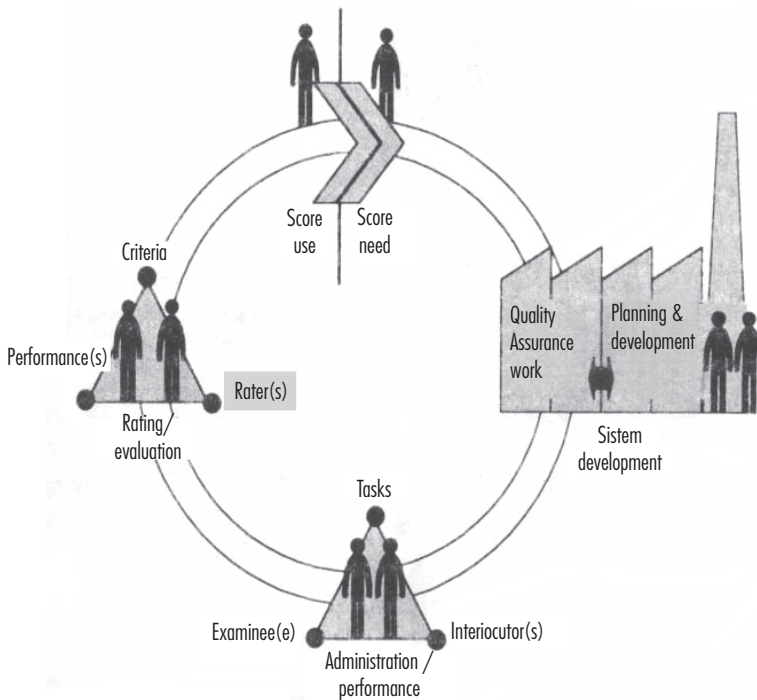 Score
use
Score
need
Criteria
Performance(s)
Rater(s)
Rating/
evaluation
Quality
Assurance
work
Planning &
development
Sistem
development
Tasks
Examinee(e)
Interiocutor(s)
Administration
performance